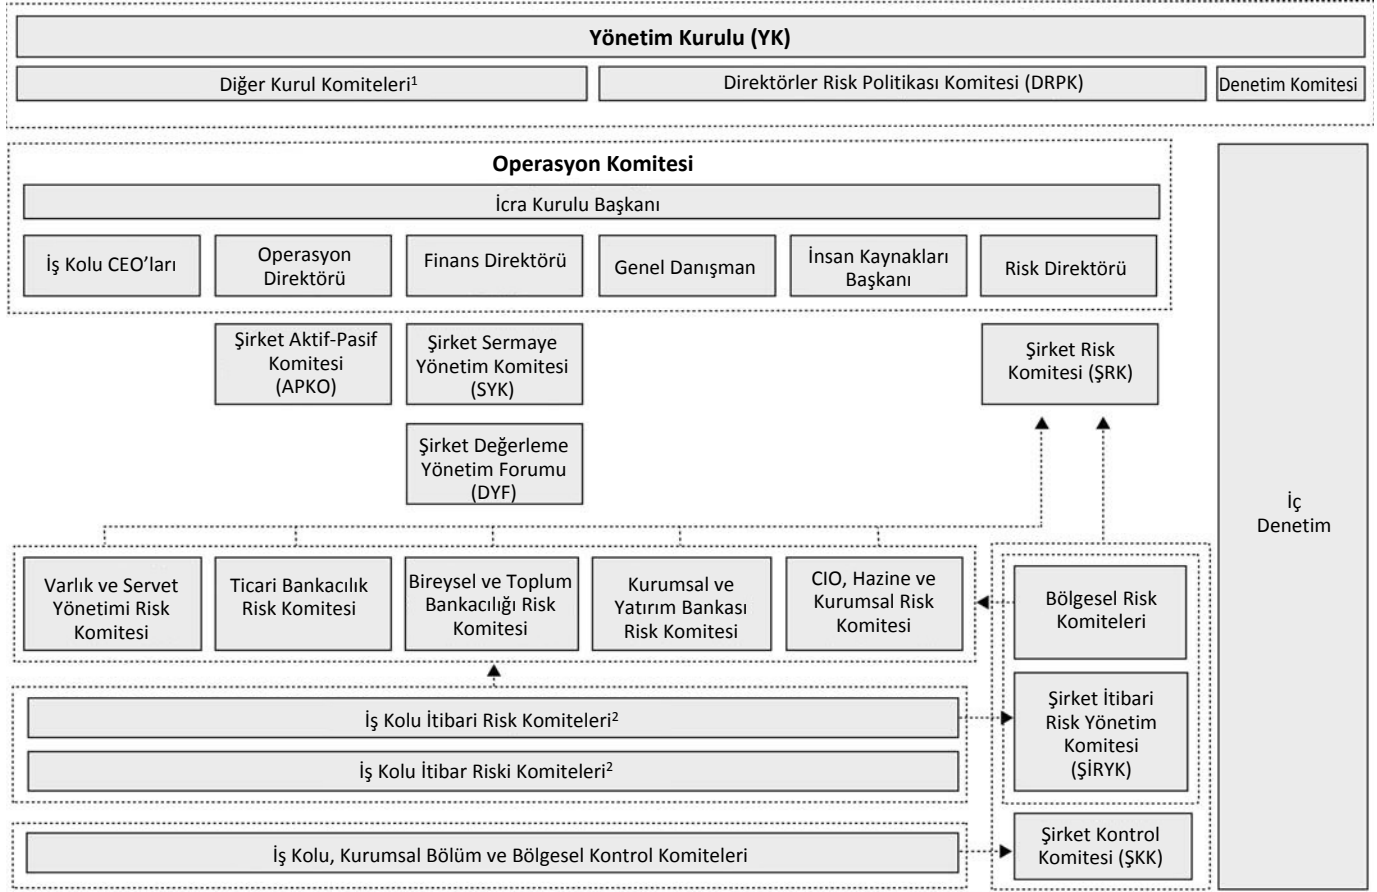 Yönetim Kurulu (YK)
Diğer Kurul Komiteleri¹
Direktörler Risk Politikası Komitesi (DRPK)
Denetim Komitesi
Operasyon Komitesi
İcra Kurulu Başkanı
İş Kolu CEO’ları
Operasyon
Direktörü
Finans Direktörü
Genel Danışman
İnsan Kaynakları
Başkanı
Risk Direktörü
Şirket Aktif-Pasif
Komitesi
(APKO)
Şirket Sermaye
Yönetim Komitesi
(SYK)
Şirket Risk
Komitesi (ŞRK)
Şirket Değerleme
Yönetim Forumu
(DYF)
İç
Denetim
Varlık ve Servet
Yönetimi Risk
Komitesi
Ticari Bankacılık
Risk Komitesi
Bireysel ve Toplum
Bankacılığı Risk
Komitesi
Kurumsal ve
Yatırım Bankası
Risk Komitesi
CIO, Hazine ve
Kurumsal Risk
Komitesi
Bölgesel Risk
Komiteleri
İş Kolu İtibari Risk Komiteleri²
İş Kolu İtibar Riski Komiteleri²
Şirket İtibari
Risk Yönetim
Komitesi
(ŞİRYK)
İş Kolu, Kurumsal Bölüm ve Bölgesel Kontrol Komiteleri
Şirket Kontrol
Komitesi (ŞKK)